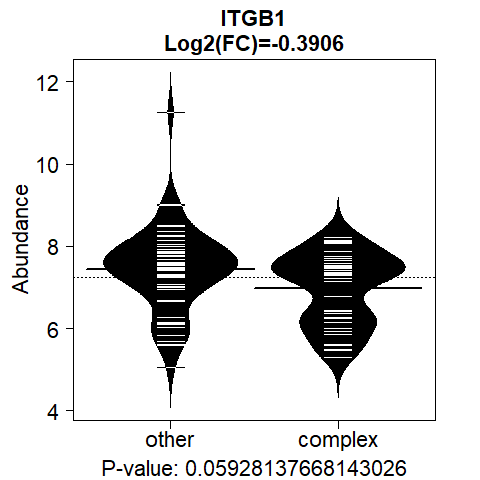 ITGB1
Log2(FC)=-0.3906
Abundance
12
10
8
6
4
other complex
P-value: 0.05928137668143026